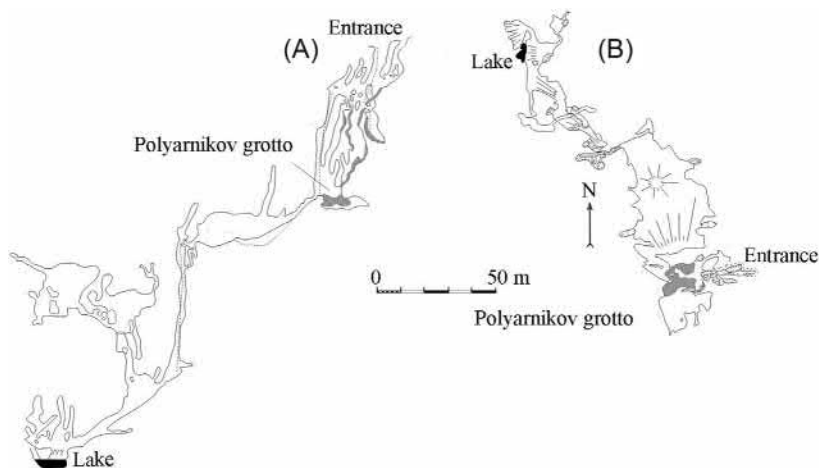 Entrance
(A)
(B)
Lake
Polyarnikov grotto
N
Entrance
0 50 m
Polyarnikov grotto
Lake